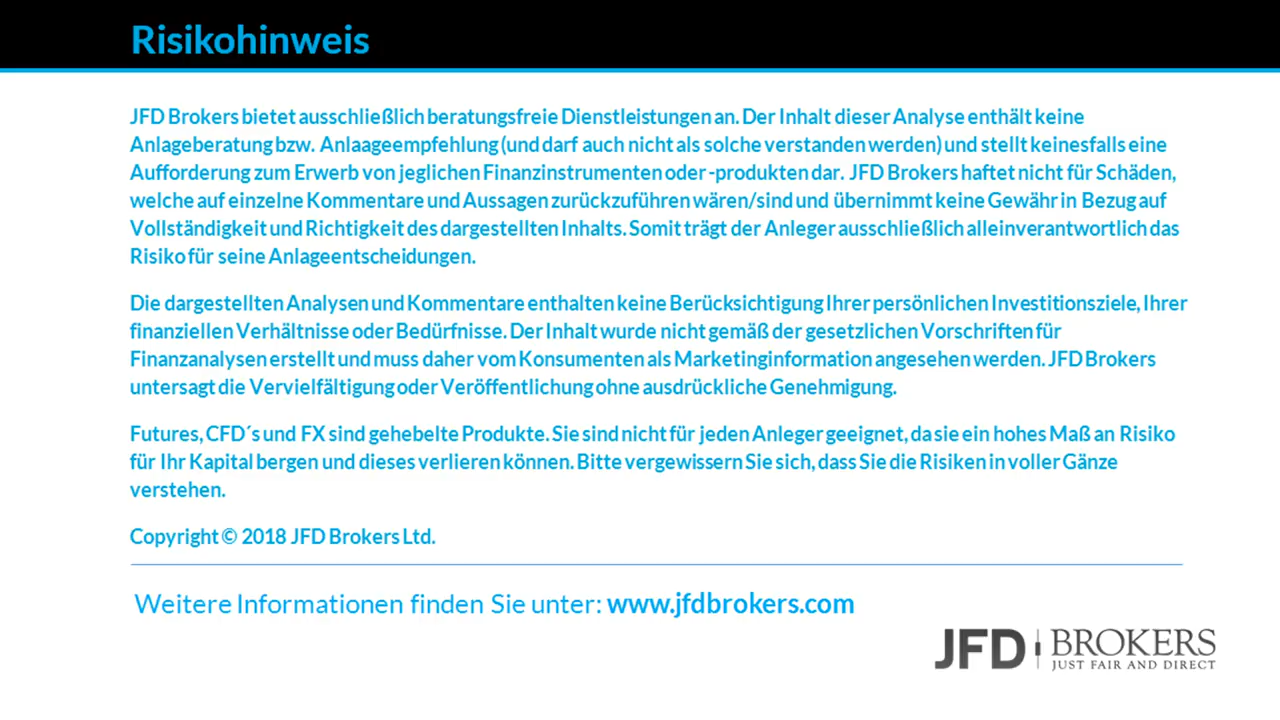 Risikohinweis
JFD Brokers bietet ausschließlich beratungsfreie Dienstleistungen an. Der Inhalt dieser Analyse enthält keine
Anlageberatung bzw. Anlaageempfehlung (und darf auch nicht als solche verstanden werden) und stellt keinesfalls eine
Aufforderung zum Erwerb von jeglichen Finanzinstrumenten oder -produkten dar. JFD Brokers haftet nicht für Schäden,
welche auf einzelne Kommentare und Aussagen zurückzuführen wären/sind und übernimmt keine Gewähr in Bezug auf
Vollständigkeit und Richtigkeit des dargestellten Inhalts. Somit trägt der Anleger ausschließlich alleinverantwortlich das
Risiko für seine Anlageentscheidungen.
Die dargestellten Analysen und Kommentare enthalten keine Berücksichtigung Ihrer persönlichen Investitionsziele, Ihrer
finanziellen Verhältnisse oder Bedürfnisse. Der Inhalt wurde nicht gemäß der gesetzlichen Vorschriften für
Finanzanalysen erstellt und muss daher vom Konsumenten als Marketinginformation angesehen werden. JFD Brokers
untersagt die Vervielfältigung oder Veröffentlichung ohne ausdrückliche Genehmigung.
Futures, CFD´s und FX sind gehebelte Produkte. Sie sind nicht für jeden Anleger geeignet, da sie ein hohes Maß an Risiko
für Ihr Kapital bergen und dieses verlieren können. Bitte vergewissern Sie sich, dass Sie die Risiken in voller Gänze
verstehen.
Copyright © 2018 JFD Brokers Ltd.
Weitere Informationen finden Sie unter: www.jfdbrokers.com
JFD BROKERS
JUST FAIR AND DIRECT